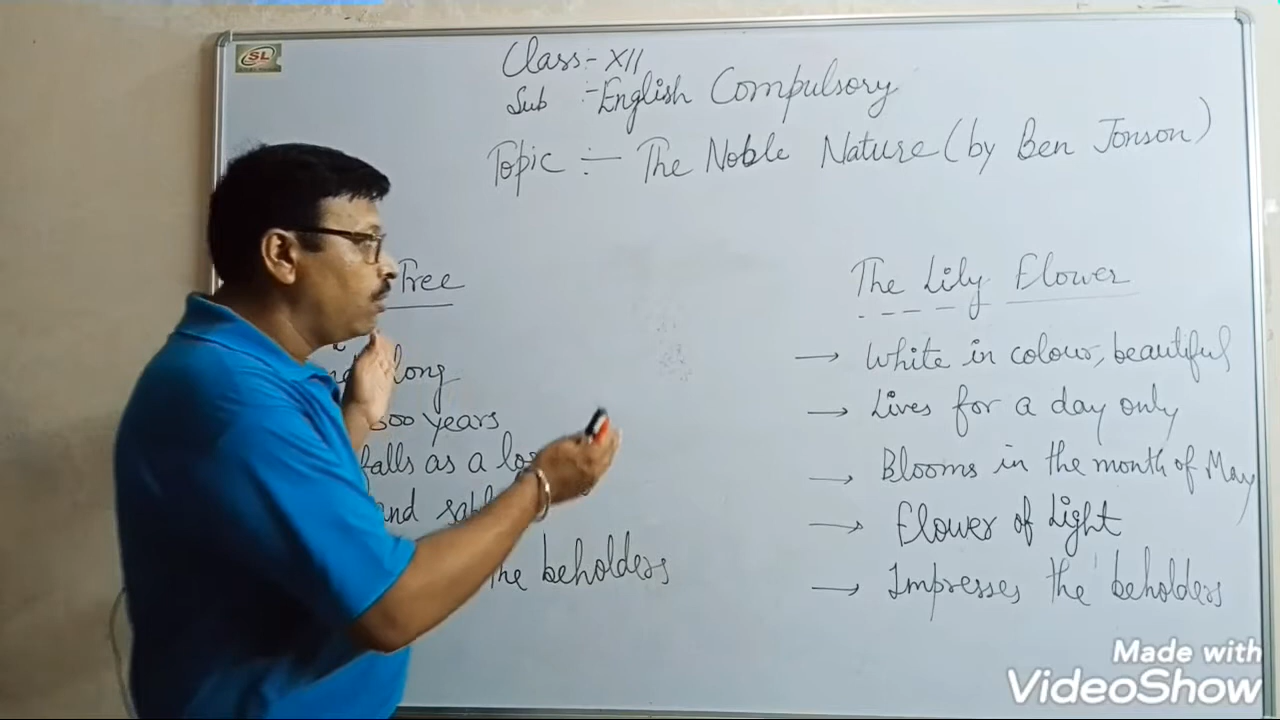 SL
Class:- XII
Sub :- English Compulsory
Topic :- The Noble Nature (by Ben Jonson)
Tree
long
300 years
falls as a log
and
the beholders
The Lily Flower
→ White in colour, beautiful
→ Lives for a day only
→ Blooms in the month of May
→ Flower of Light
→ Impresses the beholders
Made with
VideoShow